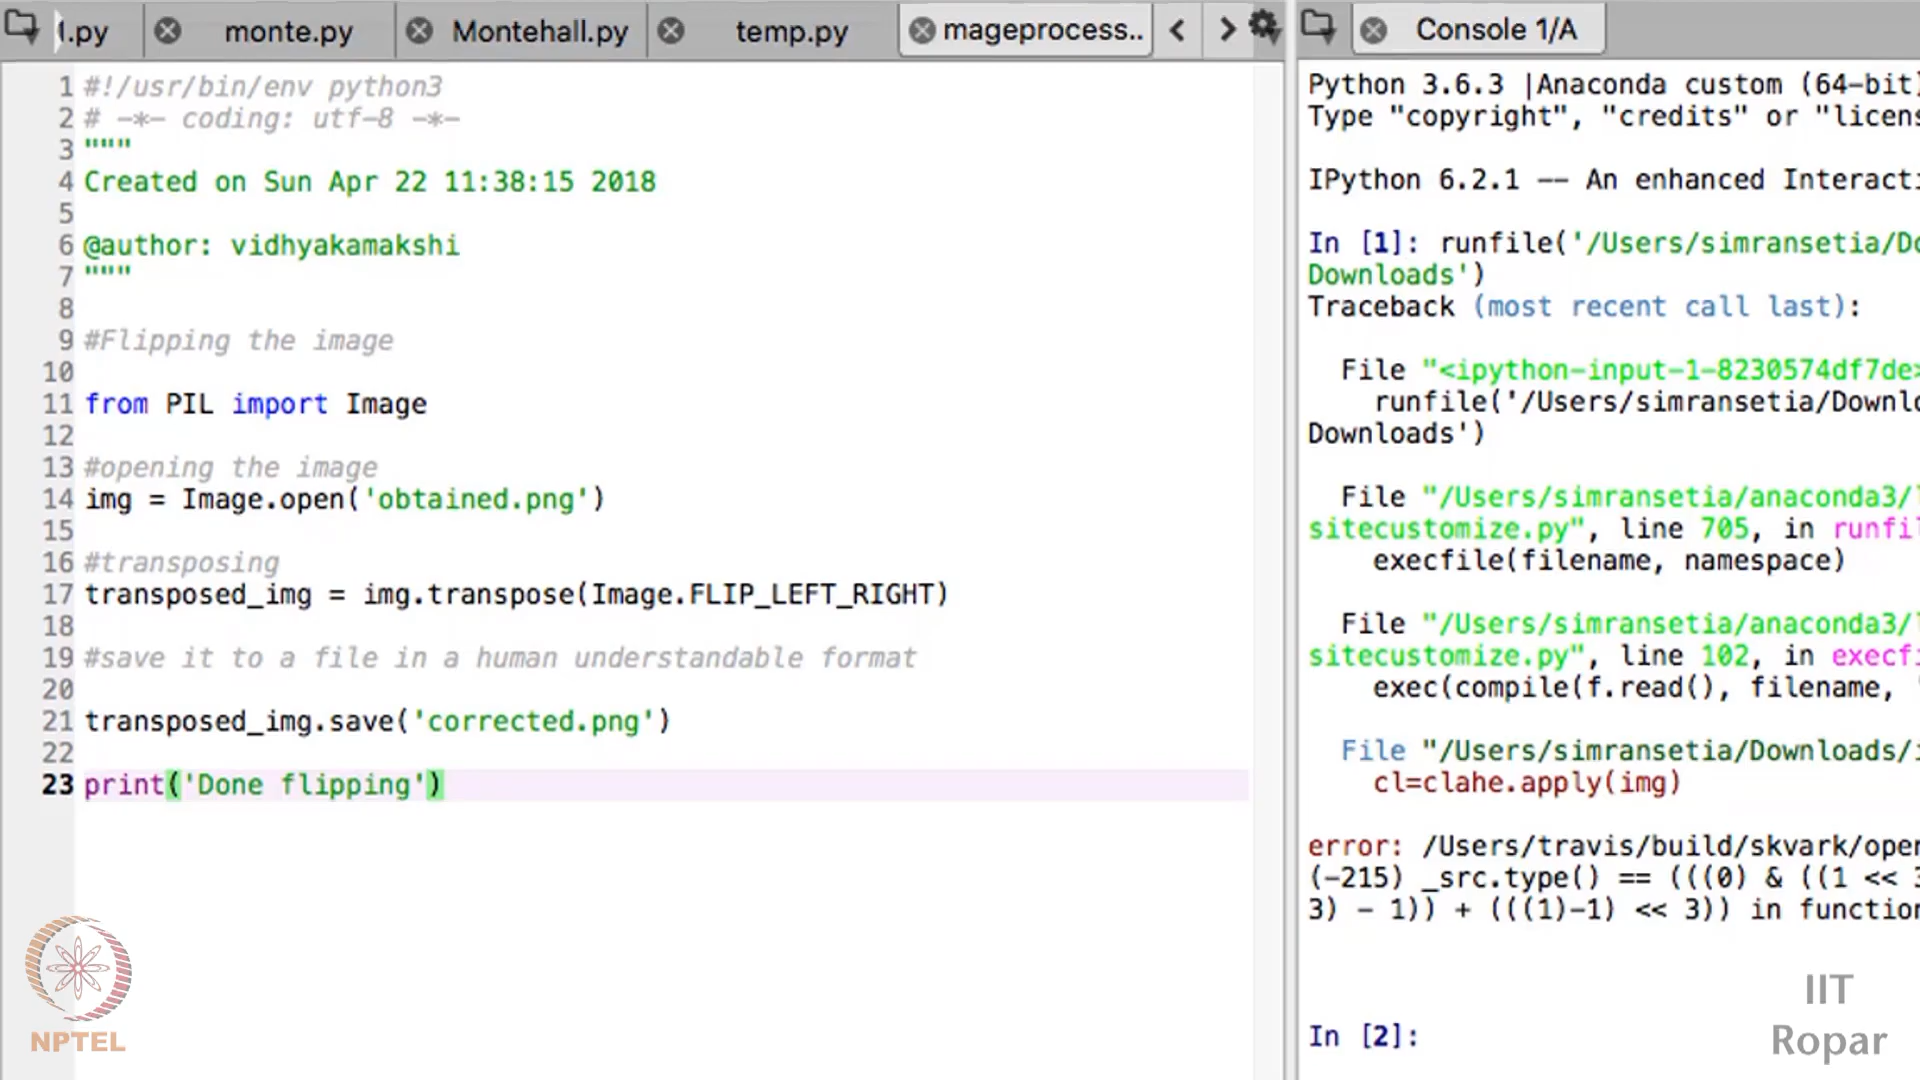 l.py monte.py Montehall.py temp.py mageprocess.. Console 1/A
1 #!/usr/bin/env python3
2 # -*- coding: utf-8 -*-
3 """
4 Created on Sun Apr 22 11:38:15 2018
5
6 @author: vidhyakamakshi
7 """
8
9 #Flipping the image
10
11 from PIL import Image
12
13 #opening the image
14 img = Image.open('obtained.png')
15
16 #transposing
17 transposed_img = img.transpose(Image.FLIP_LEFT_RIGHT)
18
19 #save it to a file in a human understandable format
20
21 transposed_img.save('corrected.png')
22
23 print('Done flipping')
Python 3.6.3 |Anaconda custom (64-bit)
Type "copyright", "credits" or "licens
IPython 6.2.1 -- An enhanced Interacti
In [1]: runfile('/Users/simransetia/Do
Downloads')
Traceback (most recent call last):
File "<ipython-input-1-8230574df7de>
runfile('/Users/simransetia/Downlo
Downloads')
File "/Users/simransetia/anaconda3/l
sitecustomize.py", line 705, in runfil
execfile(filename, namespace)
File "/Users/simransetia/anaconda3/l
sitecustomize.py", line 102, in execfi
exec(compile(f.read(), filename, '
File "/Users/simransetia/Downloads/i
cl=clahe.apply(img)
error: /Users/travis/build/skvark/open
(-215) _src.type() == (((0) & ((1 << 3
3) - 1)) + (((1)-1) << 3)) in function
In [2]:
NPTEL
IIT
Ropar